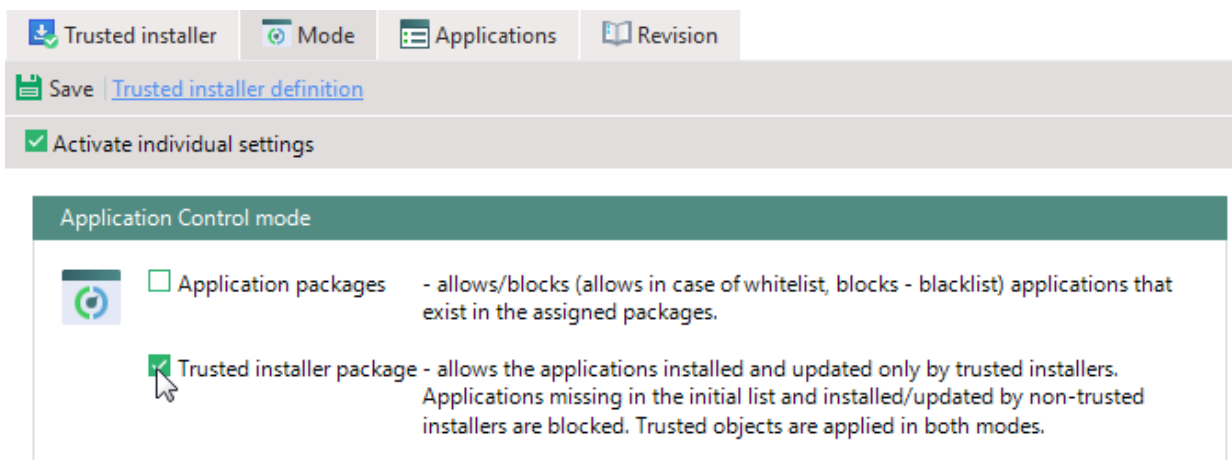 Trusted installer Mode Applications Revision
Save Trusted installer definition
Activate individual settings
Application Control mode
Application packages - allows/blocks (allows in case of whitelist, blocks - blacklist) applications that
exist in the assigned packages.
Trusted installer package - allows the applications installed and updated only by trusted installers.
Applications missing in the initial list and installed/updated by non-trusted
installers are blocked. Trusted objects are applied in both modes.